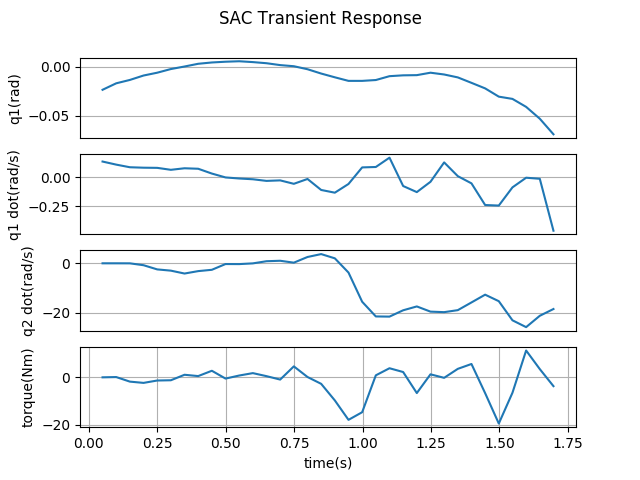 SAC Transient Response
q1(rad)
0.00
−0.05
q1 dot(rad/s)
0.00
−0.25
q2 dot(rad/s)
0
−20
torque(Nm)
0
−20
0.00 0.25 0.50 0.75 1.00 1.25 1.50 1.75
time(s)